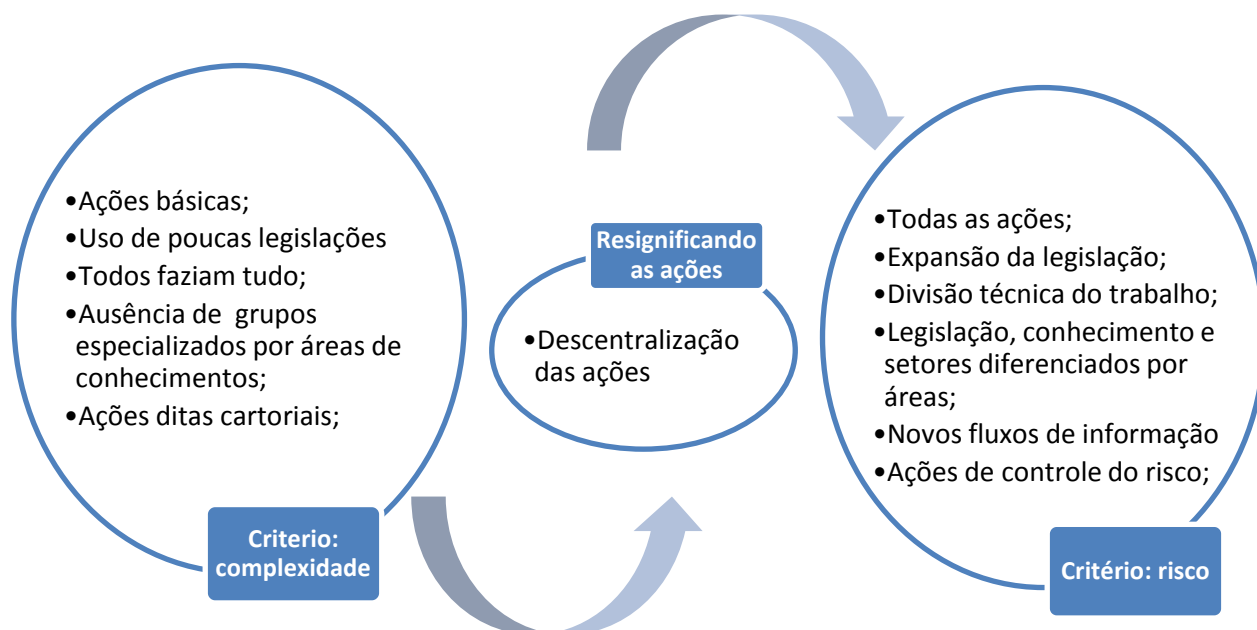 •Ações básicas;
•Uso de poucas legislações
•Todos faziam tudo;
•Ausência de grupos
especializados por áreas de
conhecimentos;
•Ações ditas cartoriais;
Criterio:
complexidade
Resignificando
as ações
•Descentralização
das ações
•Todas as ações;
•Expansão da legislação;
•Divisão técnica do trabalho;
•Legislação, conhecimento e
setores diferenciados por
áreas;
•Novos fluxos de informação
•Ações de controle do risco;
Critério: risco